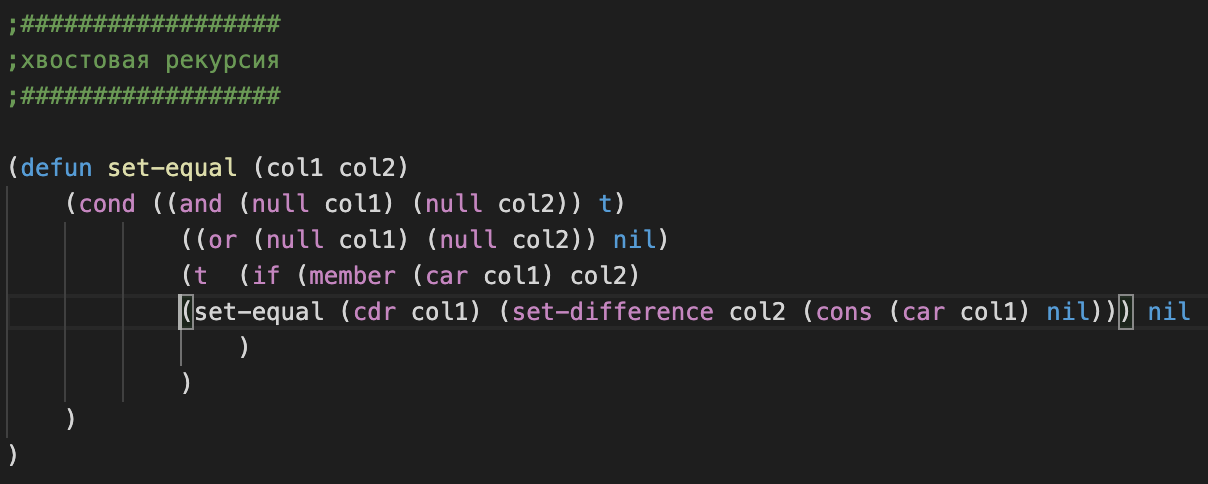 ;##################
;хвостовая рекурсия
;##################
(defun set-equal (col1 col2)
(cond ((and (null col1) (null col2)) t)
((or (null col1) (null col2)) nil)
(t  (if (member (car col1) col2)
(set-equal (cdr col1) (set-difference col2 (cons (car col1) nil))) nil
)
)
)
)